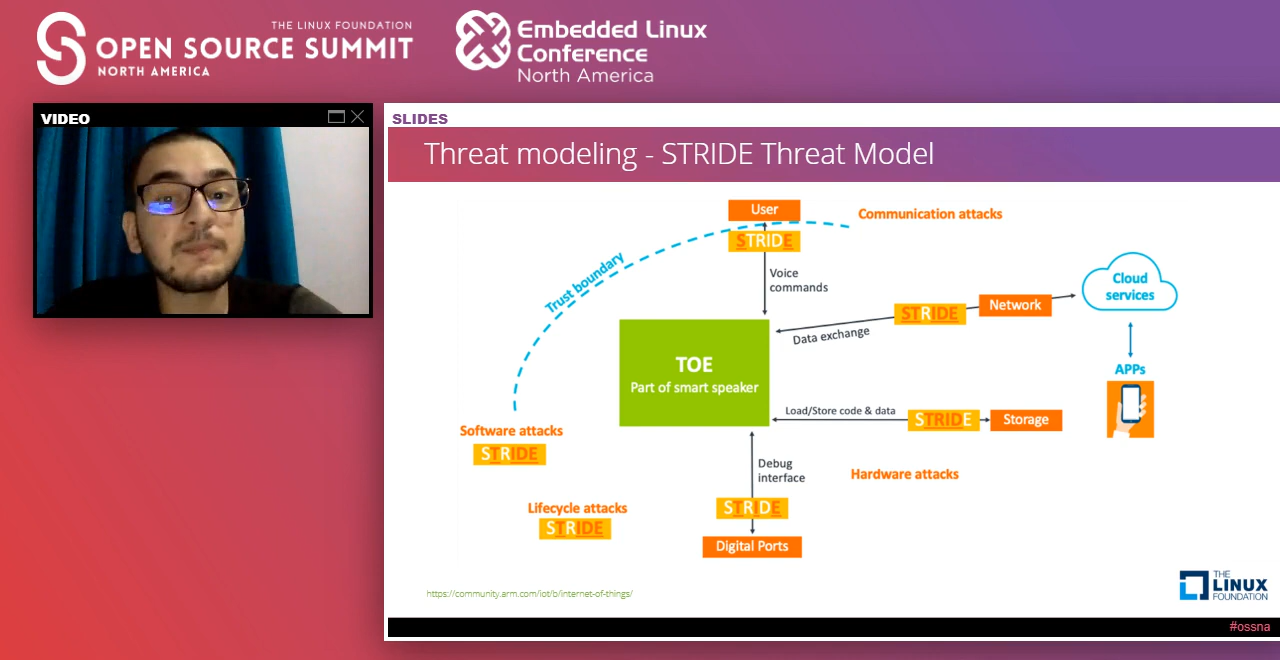 THE LINUX FOUNDATION
OPEN SOURCE SUMMIT
NORTH AMERICA
Embedded Linux
Conference
North America
VIDEO
SLIDES
Threat modeling - STRIDE Threat Model
User
Communication attacks
STRIDE
Trust boundary
Voice
commands
Cloud
services
Network
STRIDE
Data exchange
TOE
Part of smart speaker
APPs
Load/Store code & data
STRIDE
Storage
Software attacks
STRIDE
Debug
interface
Hardware attacks
Lifecycle attacks
STRIDE
STRIDE
Digital Ports
https://community.arm.com/iot/b/internet-of-things/
THE
LINUX
FOUNDATION
#ossna